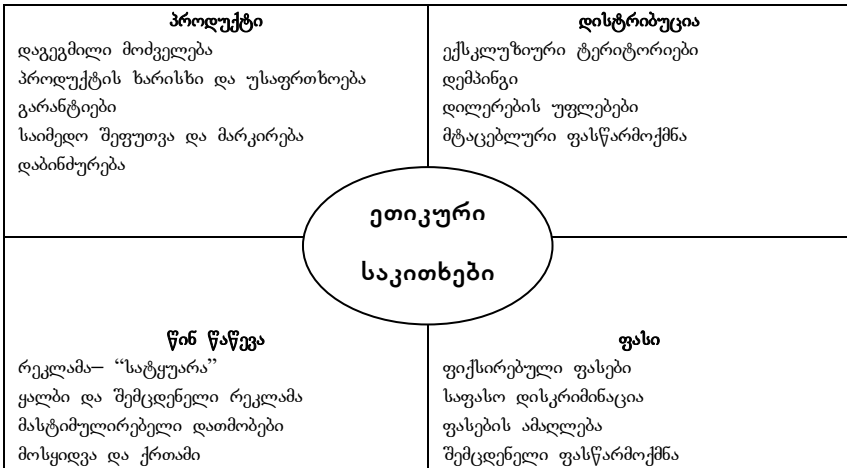 პროდუქტი
დაგეგმილი მოძველება
პროდუქტის ხარისხი და უსაფრთხოება
გარანტიები
საიმედო შეფუთვა და მარკირება
დაბინძურება
დისტრიბუცია
ექსკლუზიური ტერიტორიები
დემპინგი
დილერების უფლებები
მტაცებლური ფასწარმოქმნა
ეთიკური
საკითხები
წინ წაწევა
რეკლამა– “სატყუარა”
ყალბი და შემცდენელი რეკლამა
მასტიმულირებელი დათმობები
მოსყიდვა და ქრთამი
ფასი
ფიქსირებული ფასები
საფასო დისკრიმინაცია
ფასების ამაღლება
შემცდენელი ფასწარმოქმნა